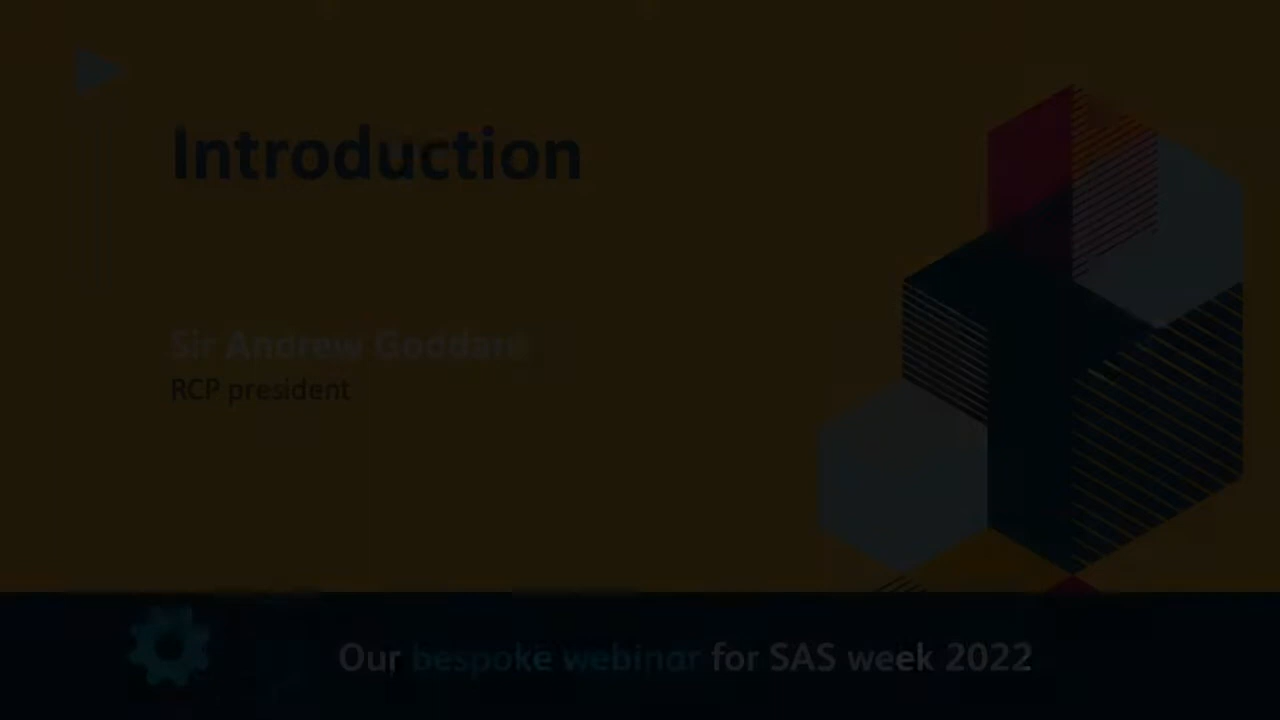 Introduction
Sir Andrew Goddard
RCP president
Our bespoke webinar for SAS week 2022